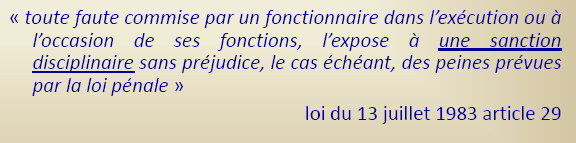 « toute faute commise par un fonctionnaire dans l’exécution ou à
l’occasion de ses fonctions, l’expose à une sanction
disciplinaire sans préjudice, le cas échéant, des peines prévues
par la loi pénale »
loi du 13 juillet 1983 article 29